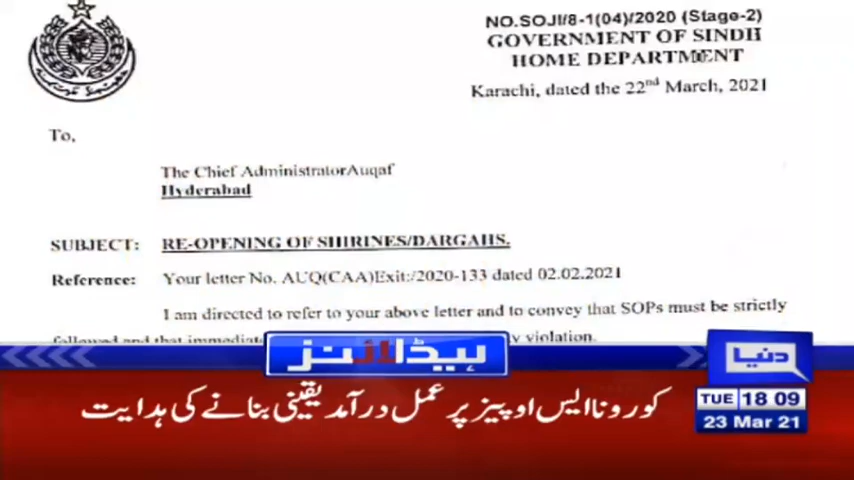 NO.SOJI/8-1(04)/2020 (Stage-2)
GOVERNMENT OF SINDH
HOME DEPARTMENT
Karachi, dated the 22nd March, 2021
To,
The Chief AdministratorAuqaf
Hyderabad
SUBJECT: RE-OPENING OF SHIRINES/DARGAHS.
Reference: Your letter No. AUQ(CAA)Exit:/2020-133 dated 02.02.2021
I am directed to refer to your above letter and to convey that SOPs must be strictly
followed and that violation.
ہیڈلائنز
دنیا
کورونا ایس او پیز پر عمل درآمد یقینی بنانے کی ہدایت
TUE 18 09
23 Mar 21